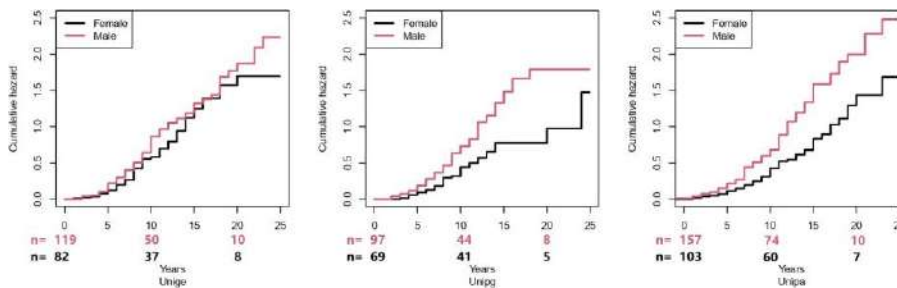 Female
Male
Cumulative hazard
2.5
2.0
1.5
1.0
0.5
0.0
0 5 10 15 20 25
n= 119 50 10
n= 82 37 8
Years
Unige
Female
Male
Cumulative hazard
2.5
2.0
1.5
1.0
0.5
0.0
0 5 10 15 20 25
n= 97 44 8
n= 69 41 5
Years
Unipg
Female
Male
Cumulative hazard
2.5
2.0
1.5
1.0
0.5
0.0
0 5 10 15 20 25
n= 157 74 10
n= 103 60 7
Years
Unipa